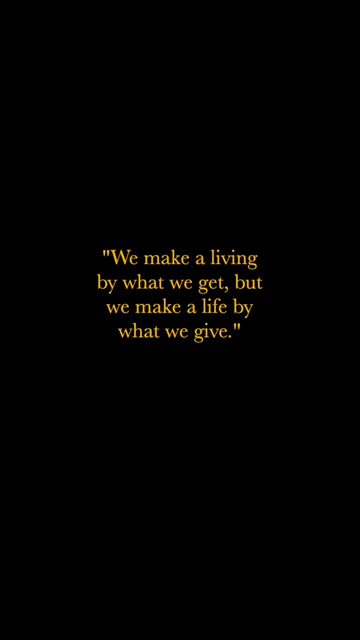 "We make a living
by what we get, but
we make a life by
what we give."